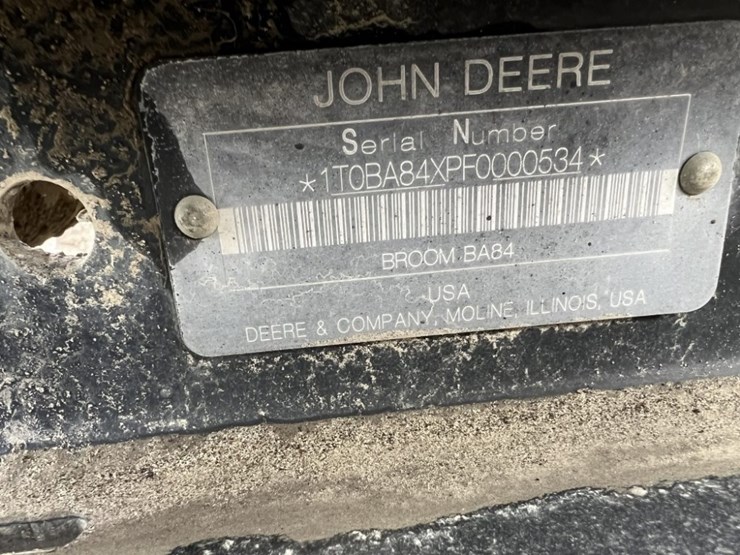 JOHN DEERE
Serial Number
*1T0BA84XPF0000534*
BROOM BA84
USA
DEERE & COMPANY, MOLINE, ILLINOIS, USA